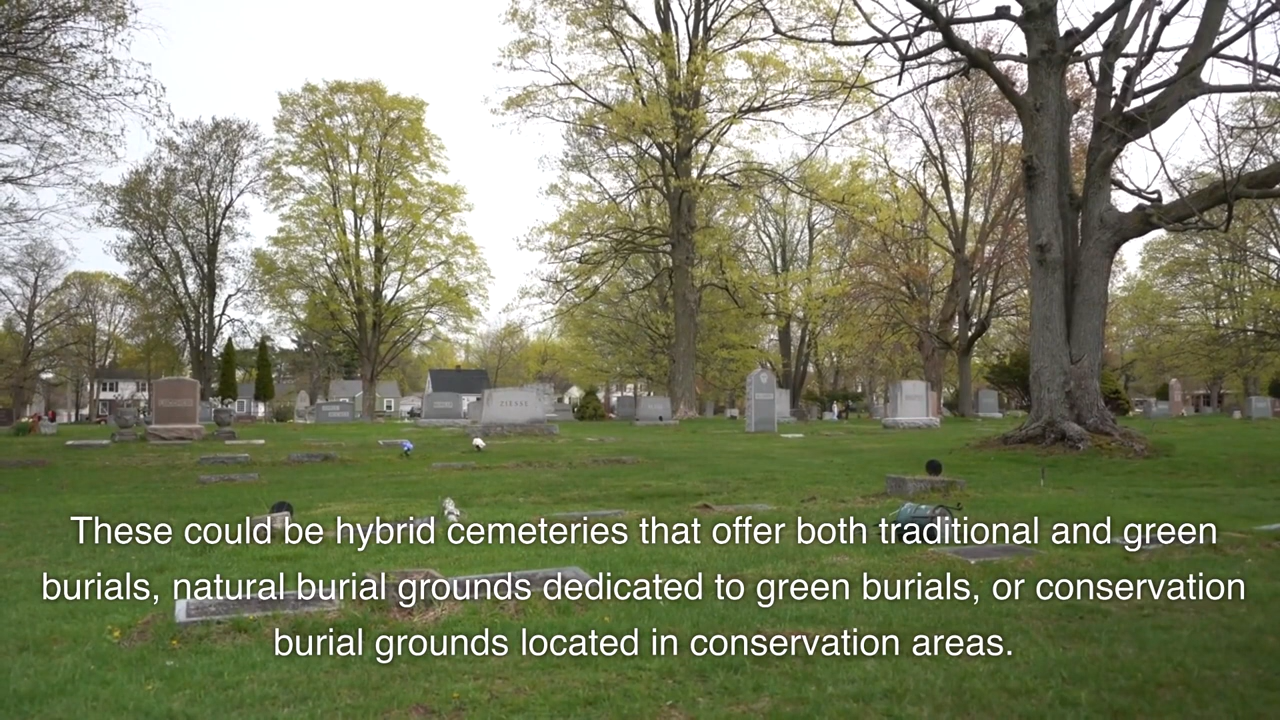 These could be hybrid cemeteries that offer both traditional and green
burials, natural burial grounds dedicated to green burials, or conservation
burial grounds located in conservation areas.